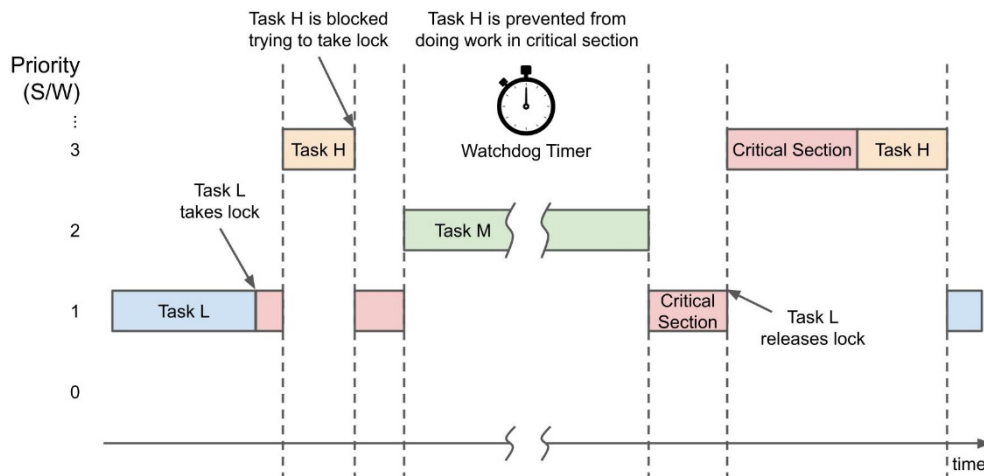 Task H is blocked
trying to take lock
Task H is prevented from
doing work in critical section
Priority
(S/W)
⋮
3
Task H
Watchdog Timer
Critical Section
Task H
Task L
takes lock
2
Task M
1
Task L
Critical
Section
Task L
releases lock
0
time